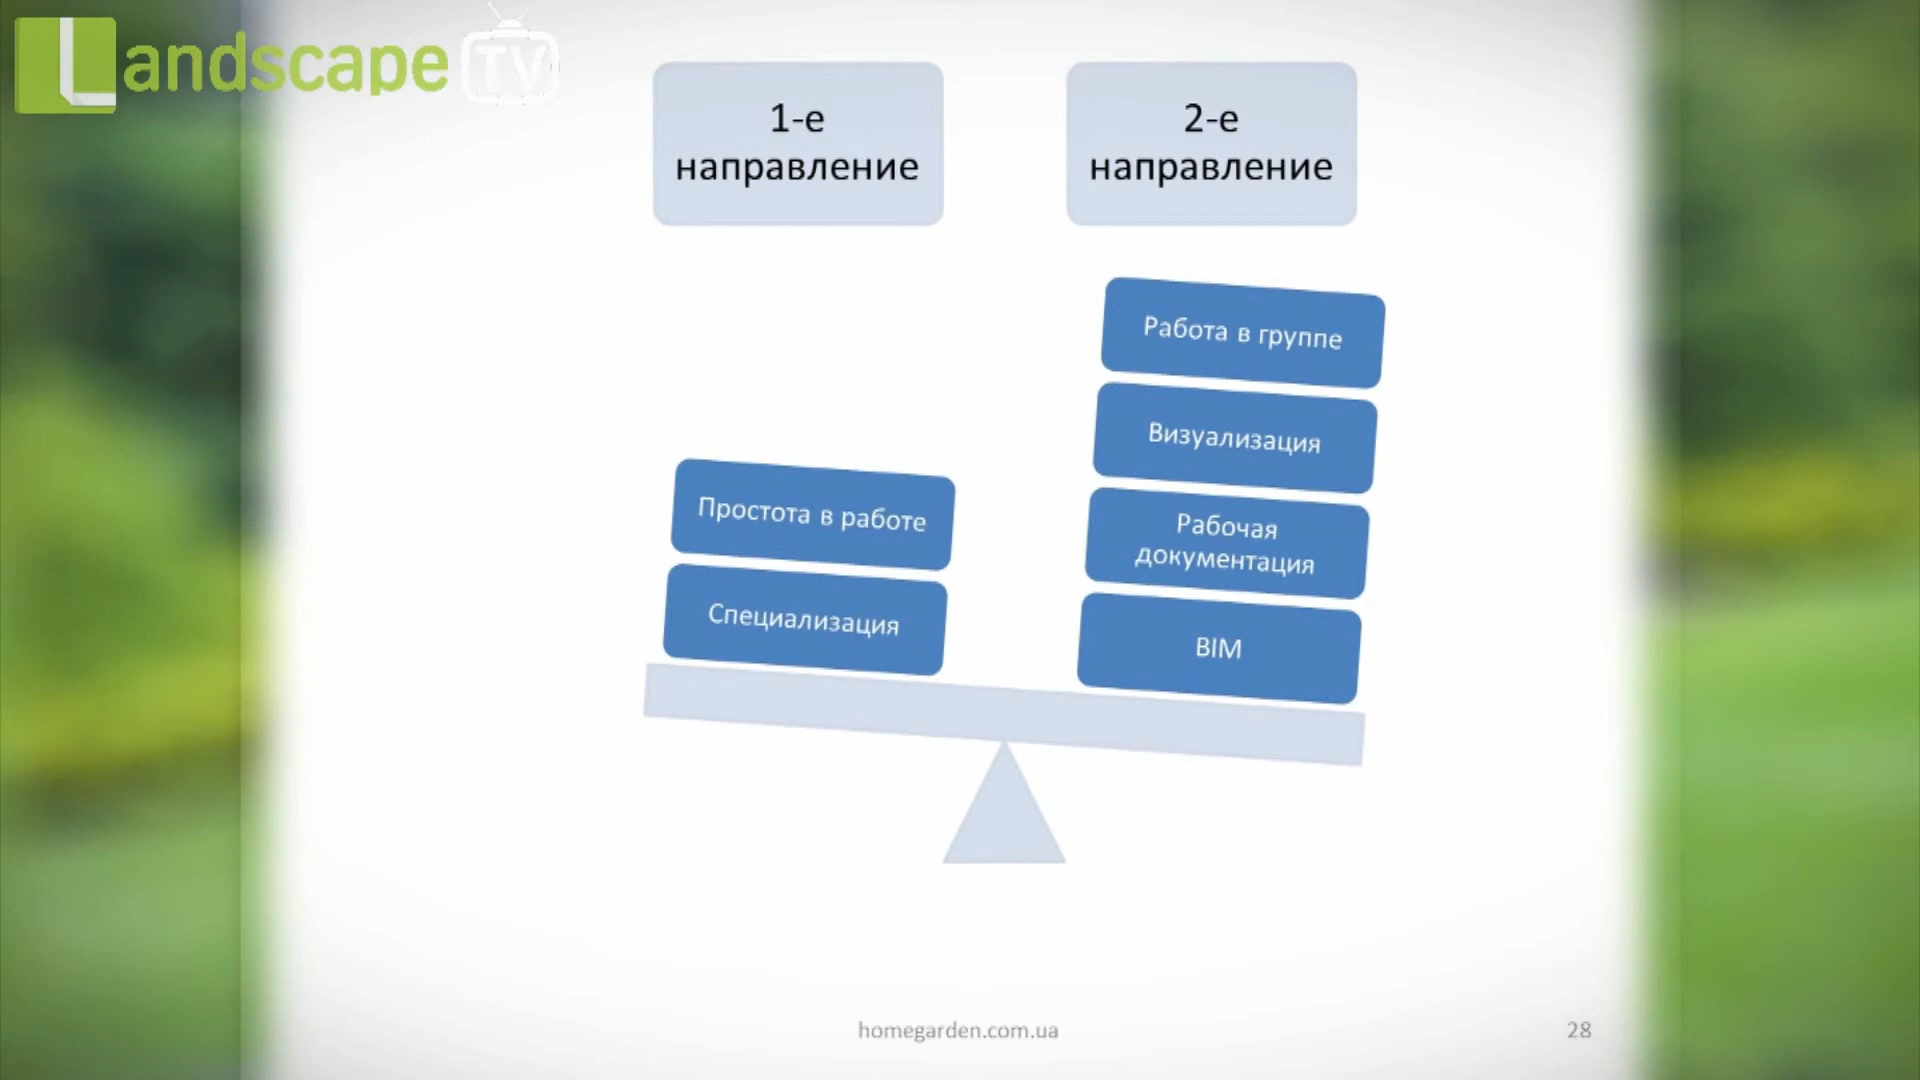 Landscape TV
1-е
направление
2-е
направление
Простота в работе
Специализация
Работа в группе
Визуализация
Рабочая
документация
BIM
homegarden.com.ua
28